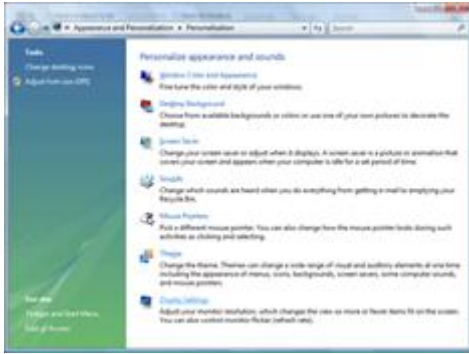 Appearance and Personalization ▸ Personalization
Search
Tasks
Change desktop icons
Adjust font size (DPI)
Personalize appearance and sounds
Window Color and Appearance
Fine tune the color and style of your windows.
Desktop Background
Choose from available backgrounds or colors or use one of your own pictures to decorate the
desktop.
Screen Saver
Change your screen saver or adjust when it displays. A screen saver is a picture or animation that
covers your screen and appears when your computer is idle for a set period of time.
Sounds
Change which sounds are heard when you do everything from getting e-mail to emptying your
Recycle Bin.
Mouse Pointers
Pick a different mouse pointer. You can also change how the mouse pointer looks during such
activities as clicking and selecting.
Theme
Change the theme. Themes can change a wide range of visual and auditory elements at one time
including the appearance of menus, icons, backgrounds, screen savers, some computer sounds,
and mouse pointers.
Display Settings
Adjust your monitor resolution, which changes the view so more or fewer items fit on the screen.
You can also control monitor flicker (refresh rate).
See also
Taskbar and Start Menu
Ease of Access